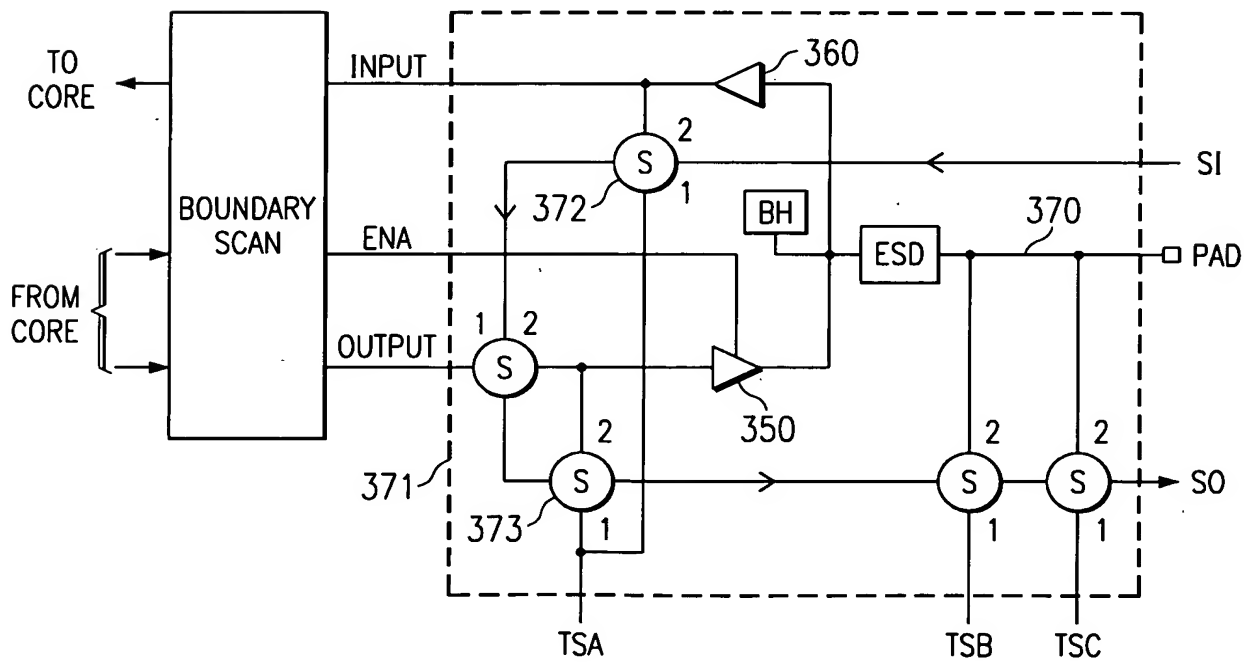 TO
CORE
INPUT
360
2
S
1
372
SI
BOUNDARY
SCAN
BH
ENA
ESD
370
PAD
FROM
CORE
OUTPUT
1
2
S
350
2
2
2
371
S
S
S
SO
373
1
1
1
TSA
TSB
TSC